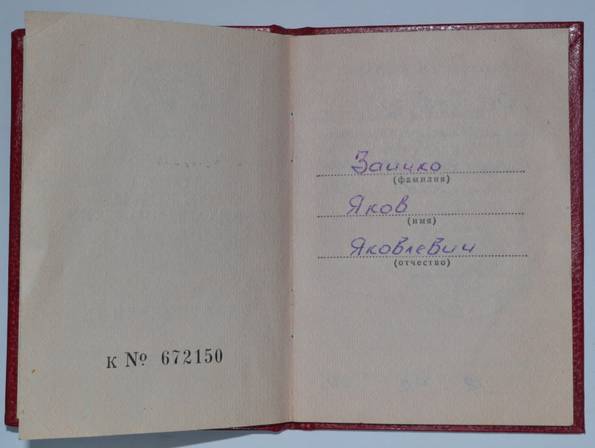 К № 672150
Заичко
(фамилия)
Яков
(имя)
Яковлевич
(отчество)